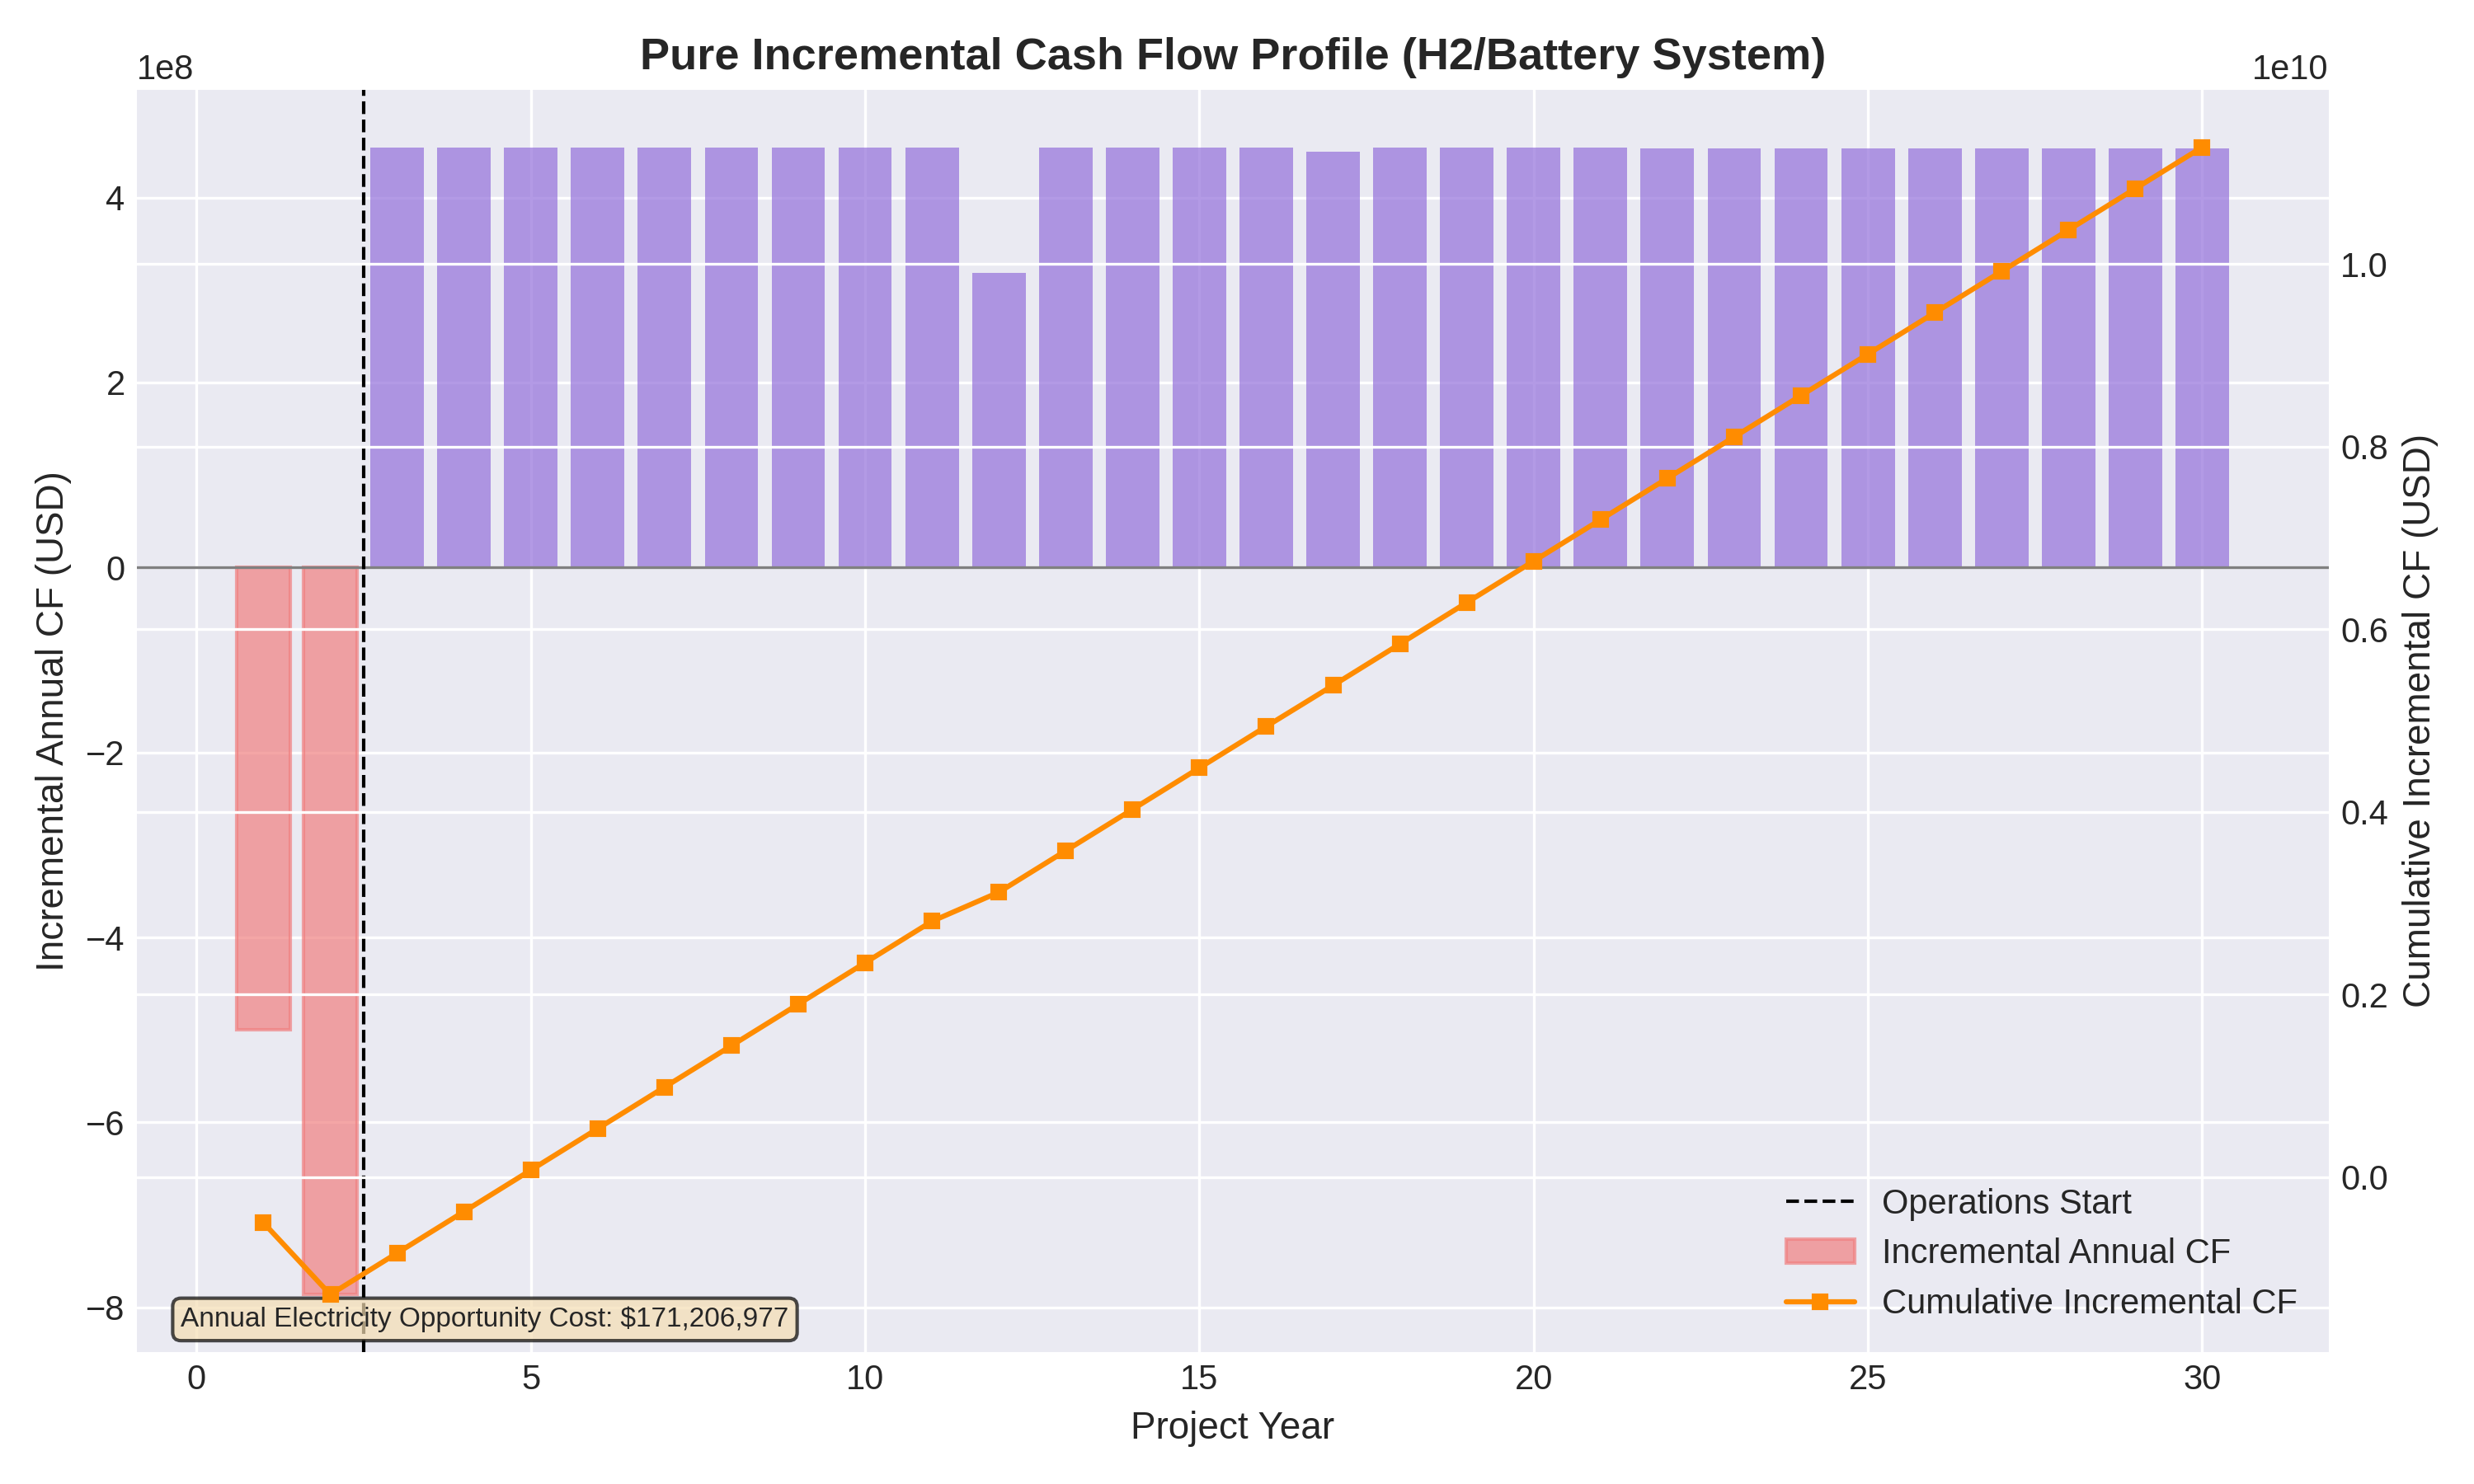 Pure Incremental Cash Flow Profile (H2/Battery System)
1e8
1e10
Incremental Annual CF (USD)
4
2
0
−2
−4
−6
−8
1.0
0.8
0.6
0.4
0.2
0.0
Cumulative Incremental CF (USD)
Operations Start
Incremental Annual CF
Cumulative Incremental CF
Annual Electricity Opportunity Cost: $171,206,977
0 5 10 15 20 25 30
Project Year